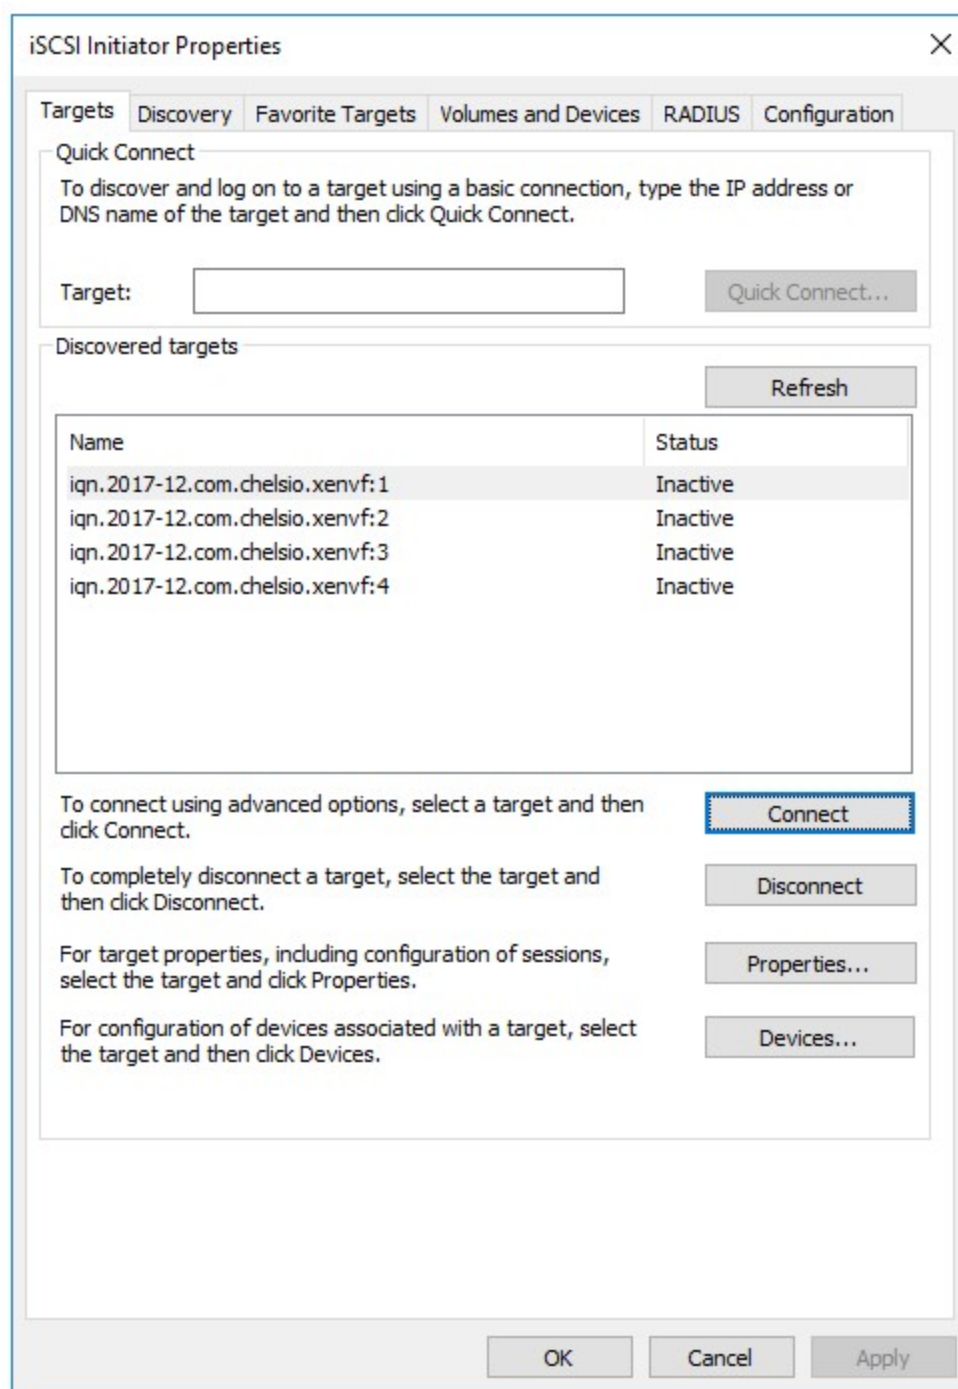 iSCSI Initiator Properties
Targets Discovery Favorite Targets Volumes and Devices RADIUS Configuration
Quick Connect
To discover and log on to a target using a basic connection, type the IP address or
DNS name of the target and then click Quick Connect.
Target: Quick Connect...
Discovered targets
Refresh
Name Status
iqn.2017-12.com.chelsio.xenvf:1 Inactive
iqn.2017-12.com.chelsio.xenvf:2 Inactive
iqn.2017-12.com.chelsio.xenvf:3 Inactive
iqn.2017-12.com.chelsio.xenvf:4 Inactive
To connect using advanced options, select a target and then
click Connect.
Connect
To completely disconnect a target, select the target and
then click Disconnect.
Disconnect
For target properties, including configuration of sessions,
select the target and click Properties.
Properties...
For configuration of devices associated with a target, select
the target and then click Devices.
Devices...
OK Cancel Apply